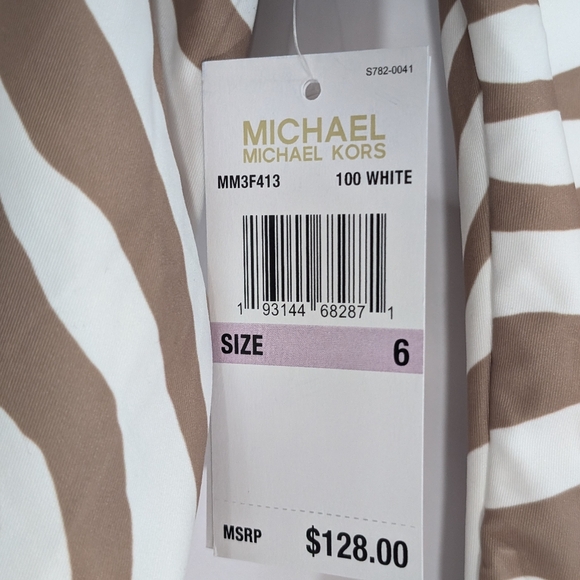 S782-0041
MICHAEL
MICHAEL KORS
MM3F413 100 WHITE
1 93144 68287 1
SIZE 6
MSRP $128.00